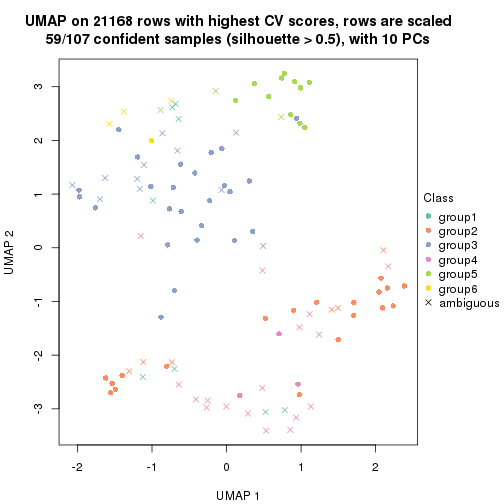 UMAP on 21168 rows with highest CV scores, rows are scaled
59/107 confident samples (silhouette > 0.5), with 10 PCs
3
2
1
0
-1
-2
-3
UMAP 2
-2
-1
0
1
2
UMAP 1
Class
group1
group2
group3
group4
group5
group6
ambiguous